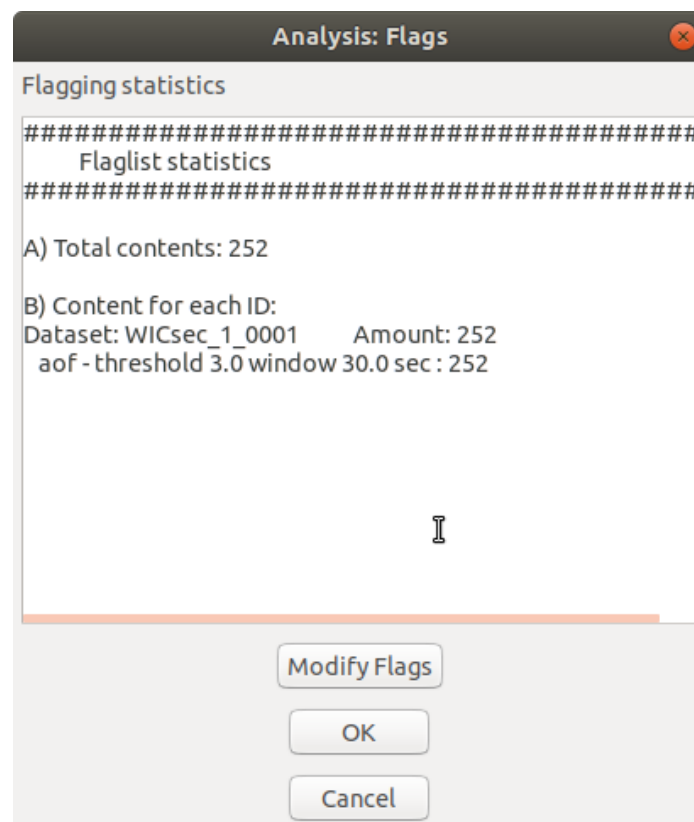 Analysis: Flags
Flagging statistics
########################################
Flaglist statistics
########################################
A) Total contents: 252
B) Content for each ID:
Dataset: WICsec_1_0001 Amount: 252
aof - threshold 3.0 window 30.0 sec : 252
Modify Flags
OK
Cancel